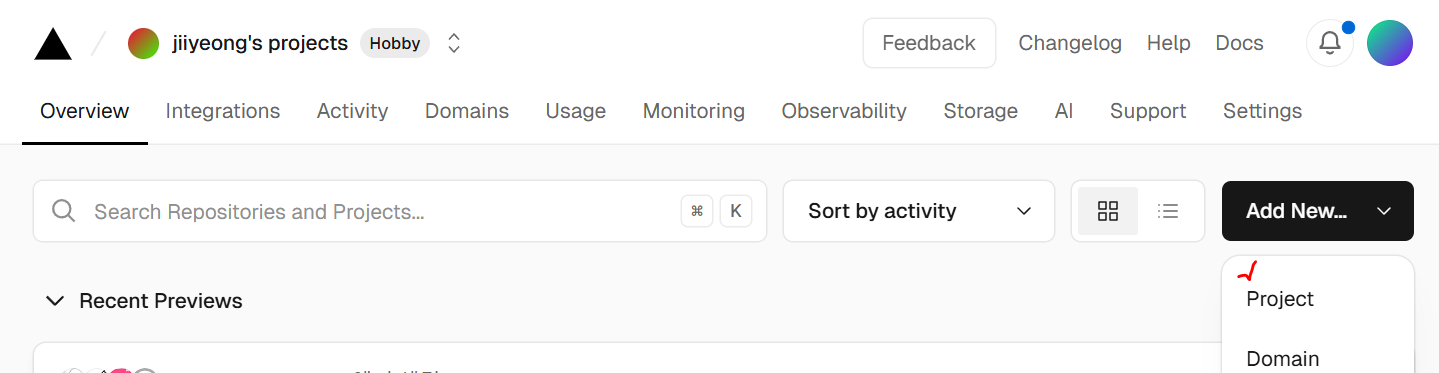 jiiyeong's projects Hobby Feedback Changelog Help Docs
Overview Integrations Activity Domains Usage Monitoring Observability Storage AI Support Settings
Search Repositories and Projects... ⌘ K Sort by activity Add New...
Recent Previews
Project
Domain